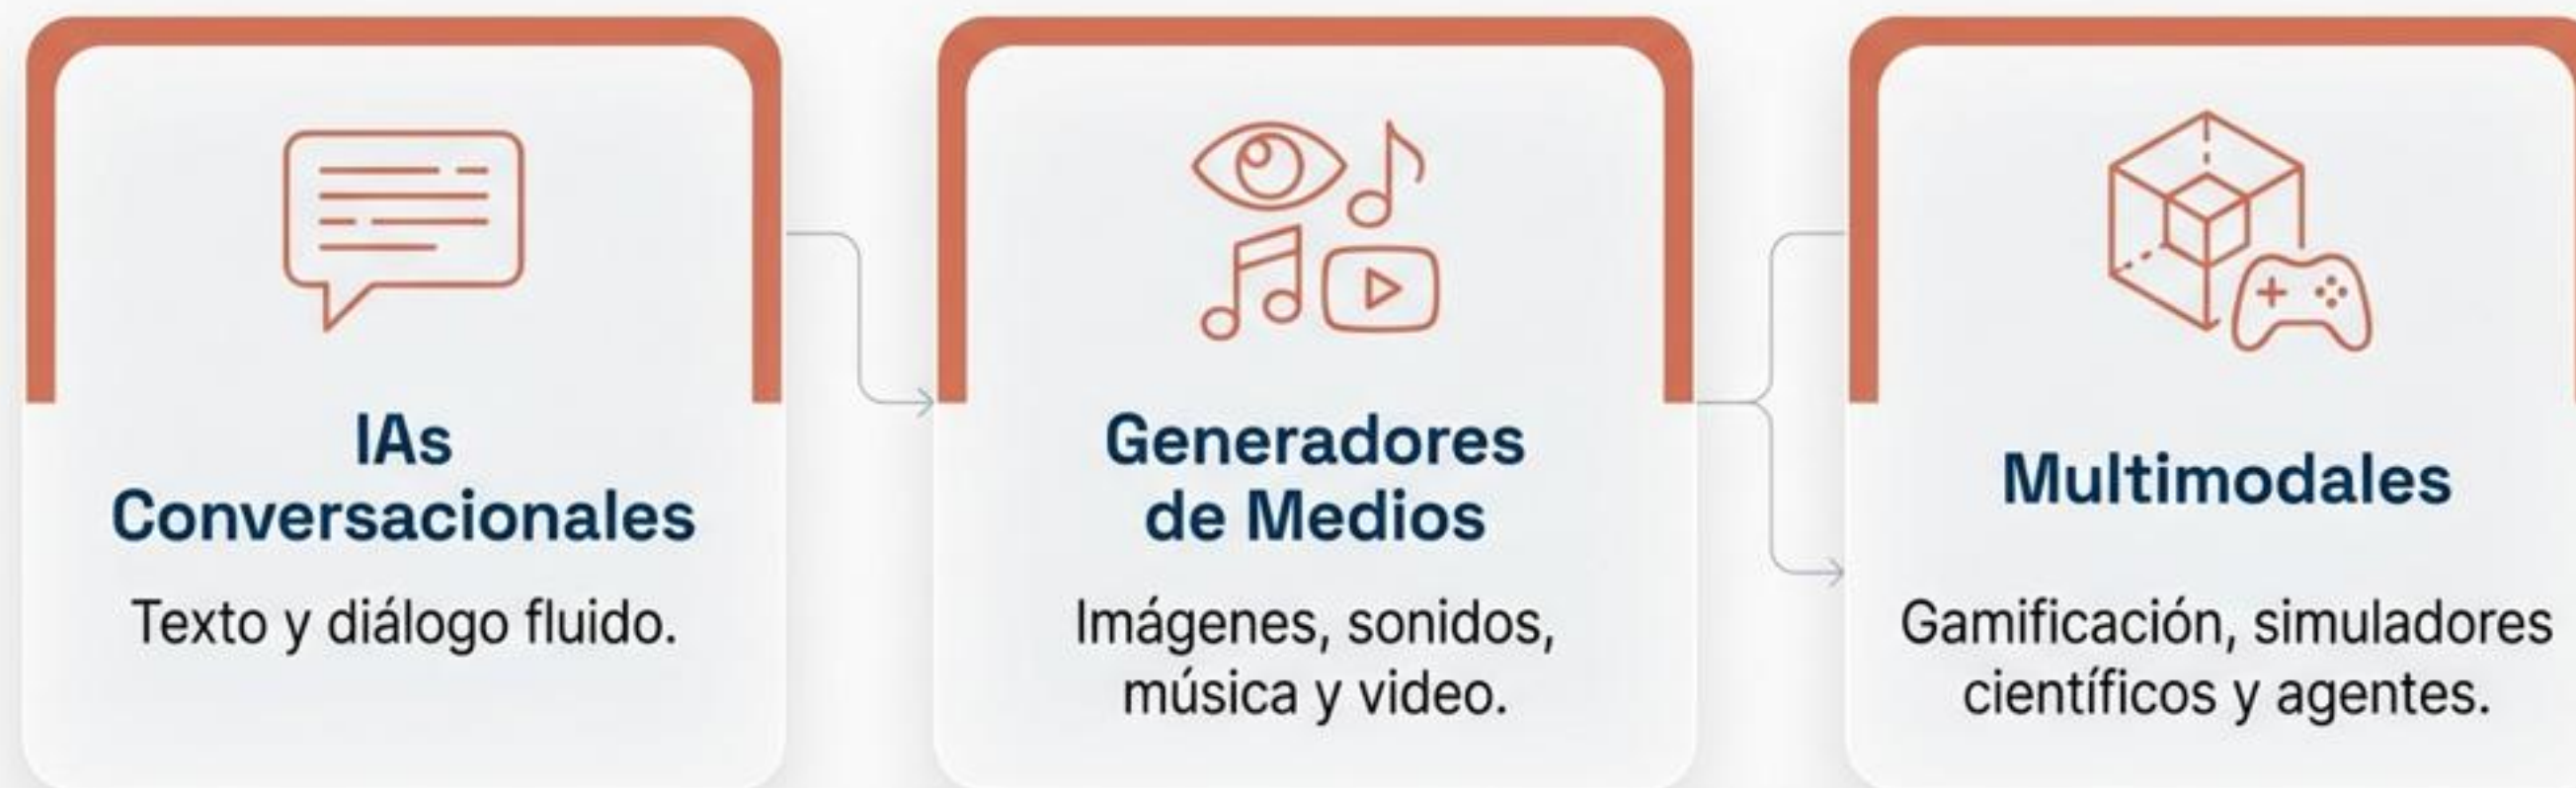 IAs
Conversacionales
Texto y diálogo fluido.
Generadores
de Medios
Imágenes, sonidos,
música y video.
Multimodales
Gamificación, simuladores
científicos y agentes.